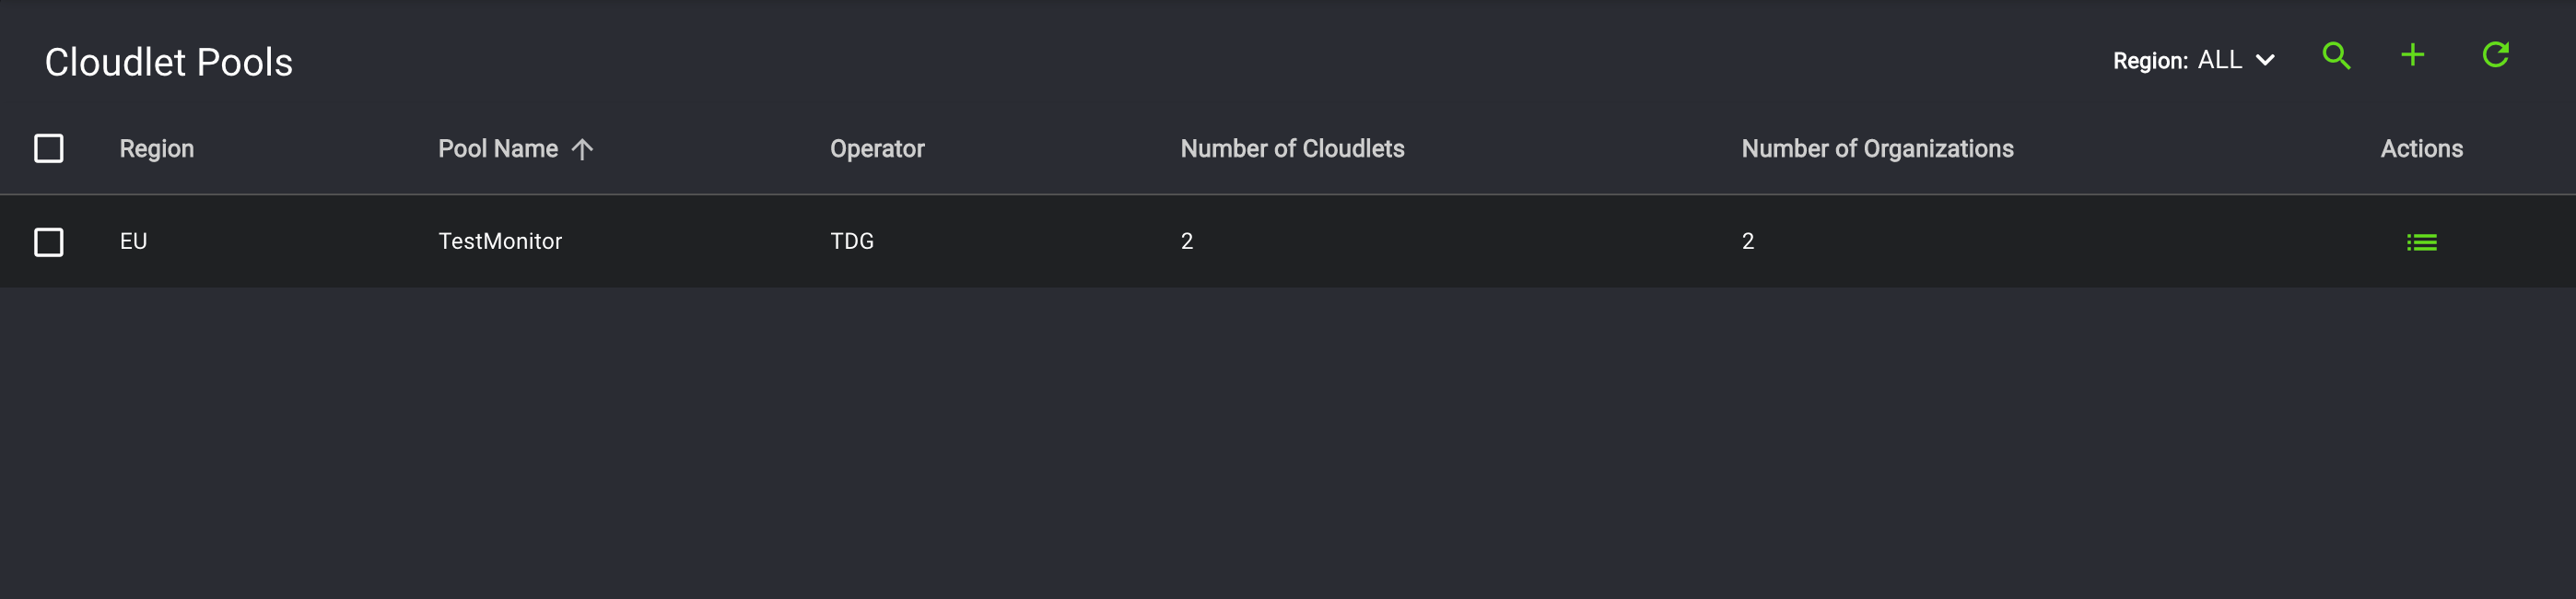 Cloudlet Pools
Region: ALL
Region Pool Name Operator Number of Cloudlets Number of Organizations Actions
EU TestMonitor TDG 2 2